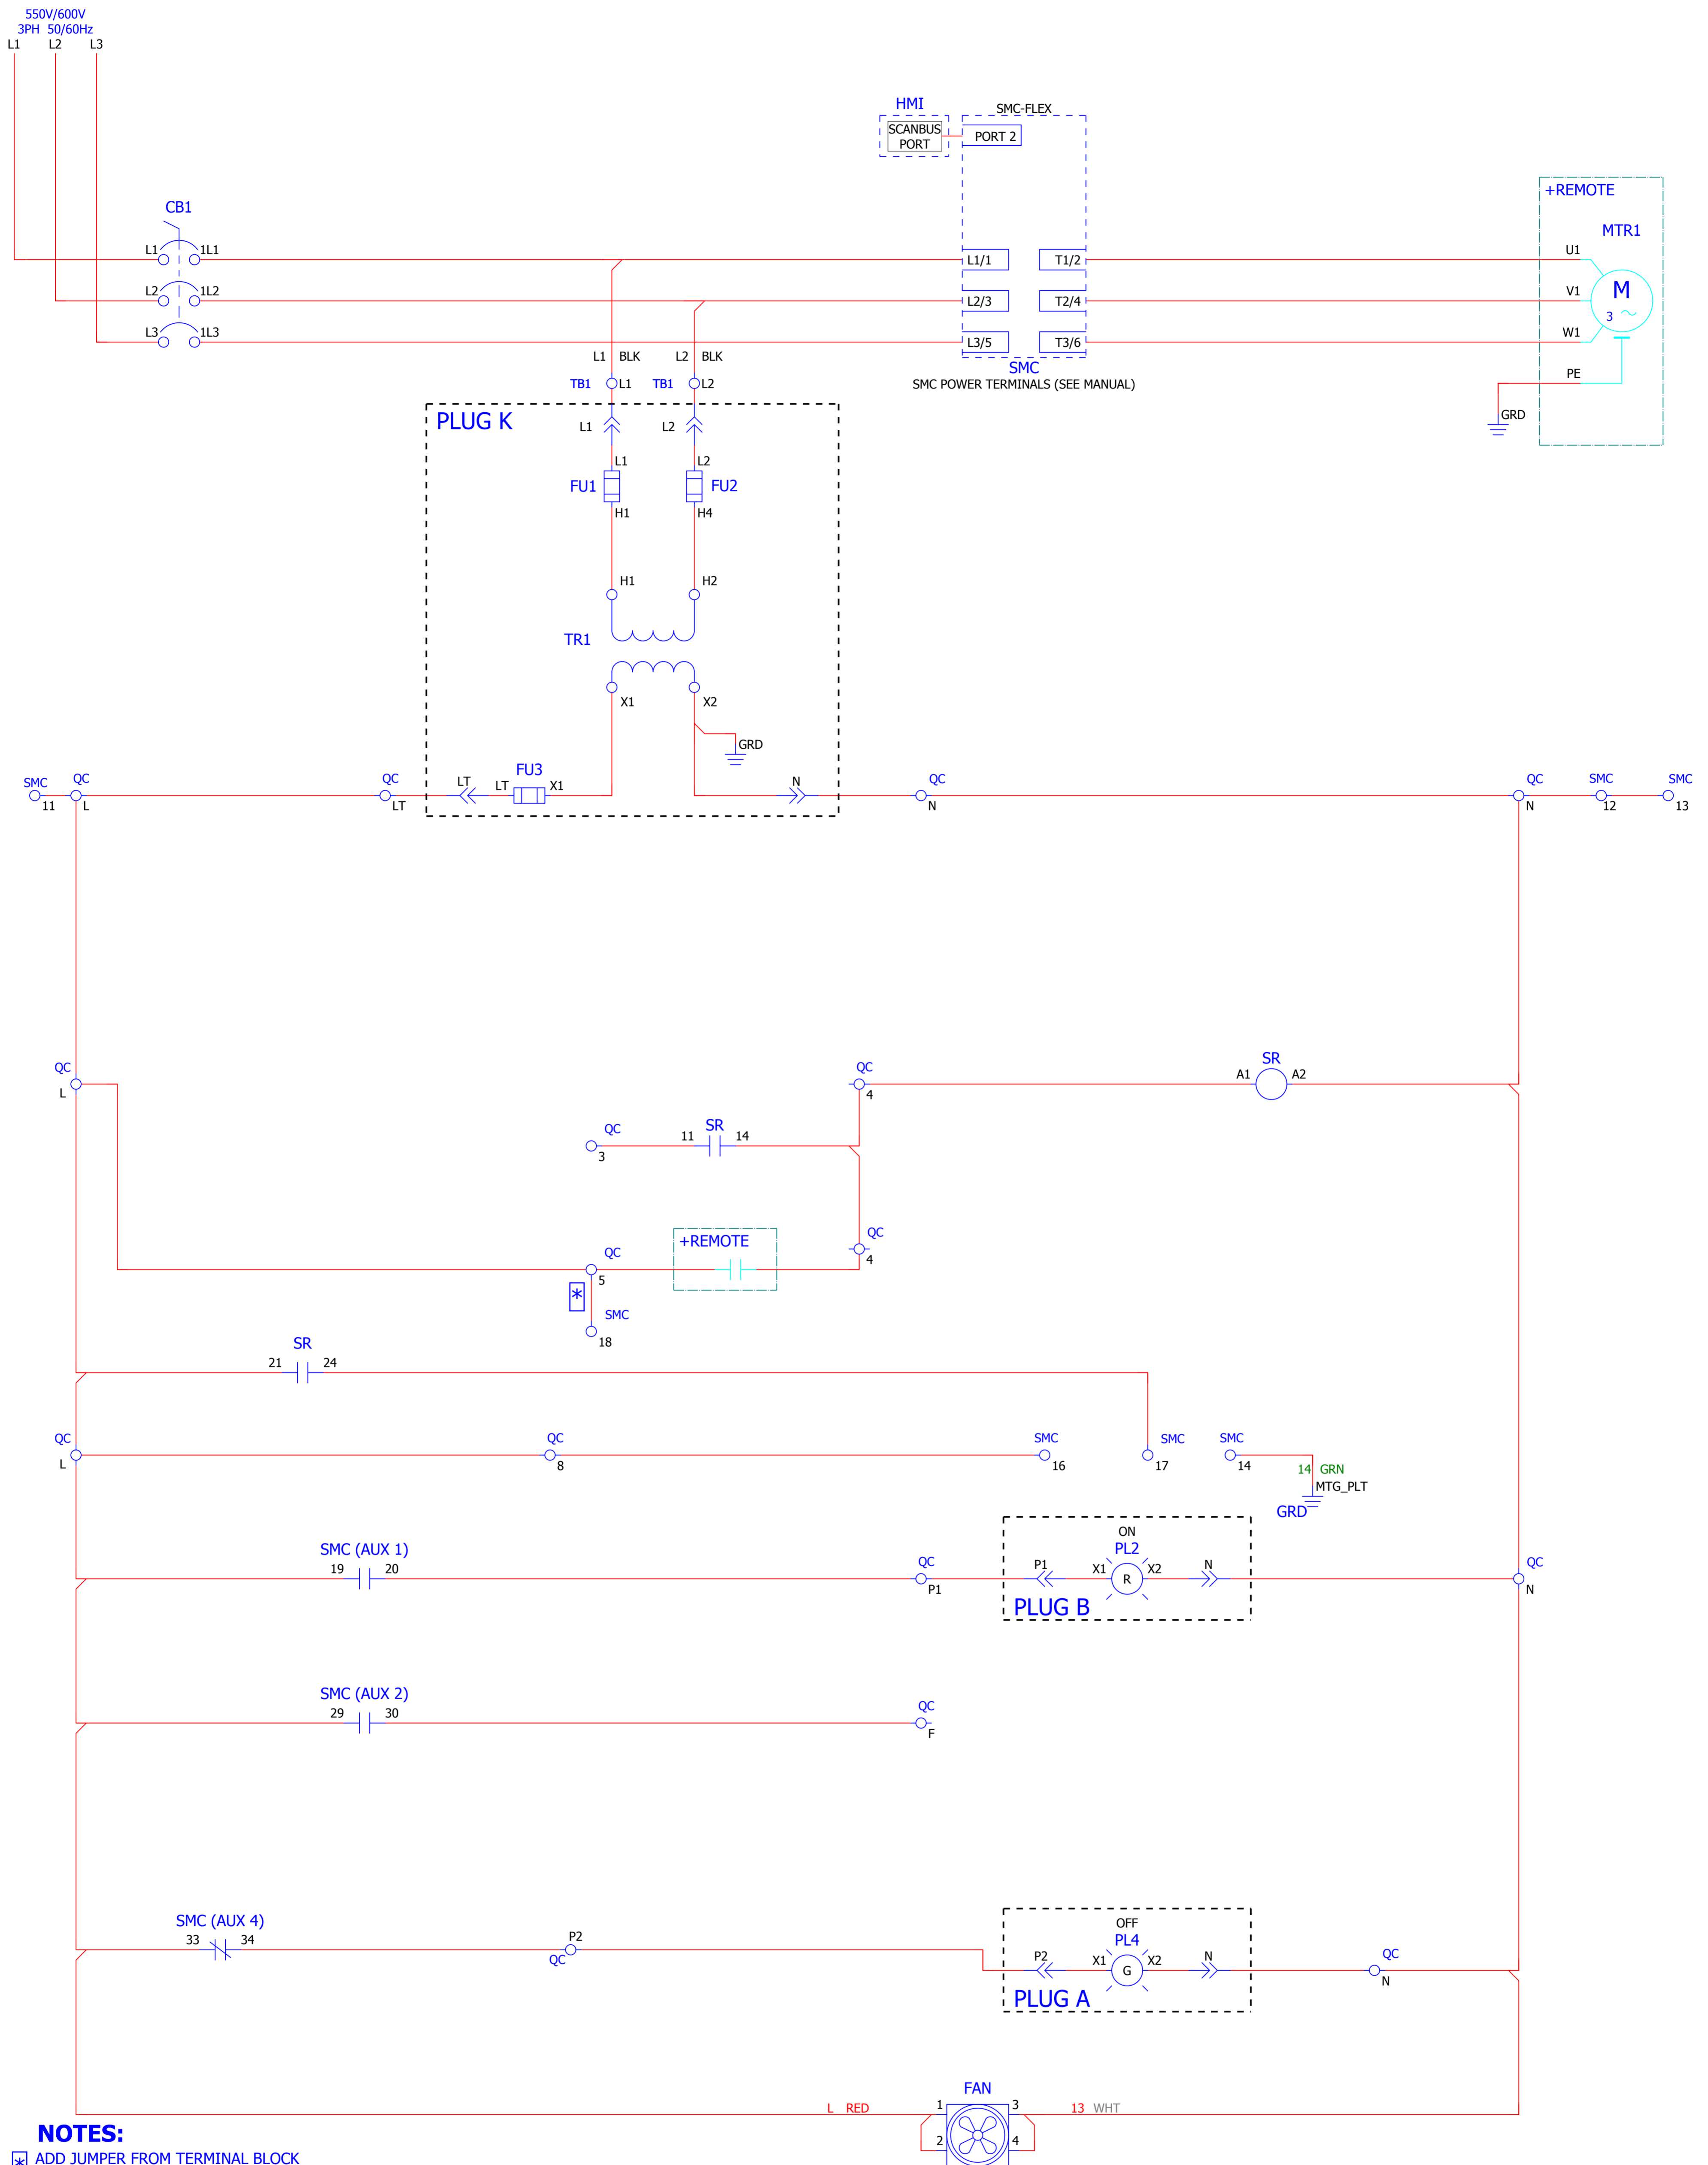 550V/600V
3PH 50/60Hz
L1 L2 L3
HMI
SMC-FLEX
SCANBUS
PORT
PORT 2
+REMOTE
CB1
MTR1
L1 1L1
L1/1 T1/2
U1
L2 1L2
L2/3 T2/4
V1
M
3
L3 1L3
L3/5 T3/6
W1
L1 BLK L2 BLK
SMC
PE
TB1 L1 TB1 L2
SMC POWER TERMINALS (SEE MANUAL)
GRD
PLUG K
L1 L2
L1 L2
FU1 FU2
H1 H4
H1 H2
TR1
X1 X2
GRD
SMC QC QC
LT FU3 N
LT X1
QC QC SMC SMC
11 L LT N N 12 13
QC QC SR
A1 A2
L 4
QC SR
11 14
3
+REMOTE
QC QC
4
5
*
SMC
18
SR
21 24
QC QC SMC SMC SMC
L 8 16 17 14
14 GRN
MTG_PLT
GRD
ON
SMC (AUX 1)
PL2
19 20 QC P1 X1 R X2 N QC
P1 N
PLUG B
SMC (AUX 2)
29 30 QC
F
SMC (AUX 4)
33 34 P2
QC
OFF
PL4
P2 X1 G X2 N QC
N
PLUG A
FAN
L RED 1 3 13 WHT
2 4
NOTES:
* ADD JUMPER FROM TERMINAL BLOCK